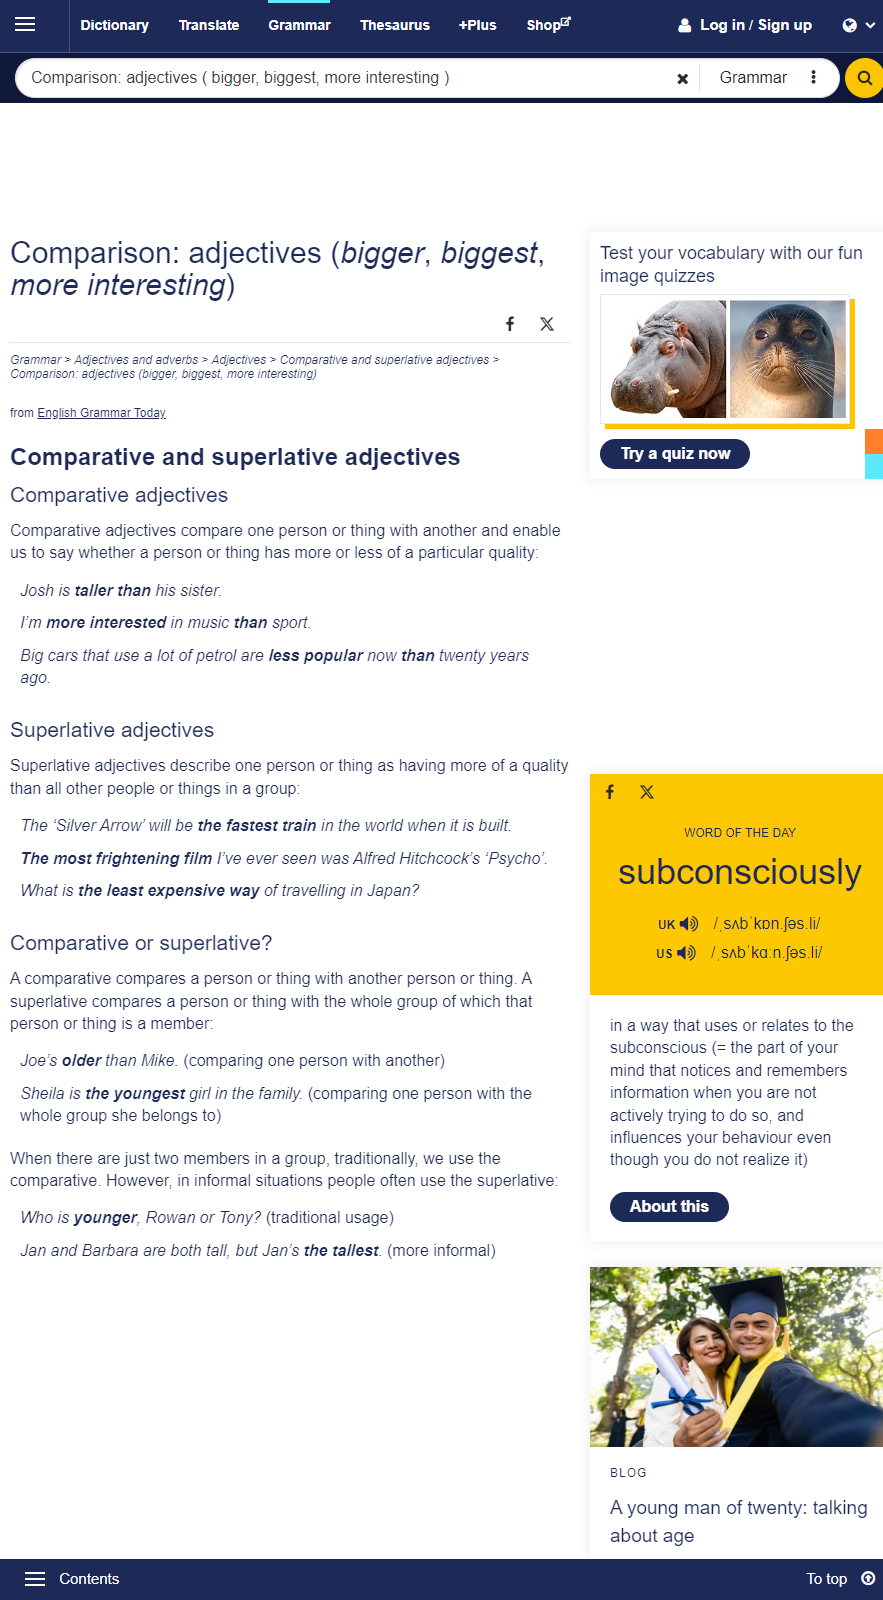 Dictionary Translate Grammar Thesaurus +Plus Shop Log in / Sign up
Comparison: adjectives ( bigger, biggest, more interesting ) Grammar
Comparison: adjectives (bigger, biggest,
more interesting)
Grammar > Adjectives and adverbs > Adjectives > Comparative and superlative adjectives >
Comparison: adjectives (bigger, biggest, more interesting)
from English Grammar Today
Comparative and superlative adjectives
Comparative adjectives
Comparative adjectives compare one person or thing with another and enable
us to say whether a person or thing has more or less of a particular quality:
Josh is taller than his sister.
I’m more interested in music than sport.
Big cars that use a lot of petrol are less popular now than twenty years
ago.
Superlative adjectives
Superlative adjectives describe one person or thing as having more of a quality
than all other people or things in a group:
The ‘Silver Arrow’ will be the fastest train in the world when it is built.
The most frightening film I’ve ever seen was Alfred Hitchcock’s ‘Psycho’.
What is the least expensive way of travelling in Japan?
Comparative or superlative?
A comparative compares a person or thing with another person or thing. A
superlative compares a person or thing with the whole group of which that
person or thing is a member:
Joe’s older than Mike. (comparing one person with another)
Sheila is the youngest girl in the family. (comparing one person with the
whole group she belongs to)
When there are just two members in a group, traditionally, we use the
comparative. However, in informal situations people often use the superlative:
Who is younger, Rowan or Tony? (traditional usage)
Jan and Barbara are both tall, but Jan’s the tallest. (more informal)
Test your vocabulary with our fun
image quizzes
Try a quiz now
WORD OF THE DAY
subconsciously
UK /ˌsʌbˈkɒn.ʃəs.li/
US /ˌsʌbˈkɑːn.ʃəs.li/
in a way that uses or relates to the
subconscious (= the part of your
mind that notices and remembers
information when you are not
actively trying to do so, and
influences your behaviour even
though you do not realize it)
About this
BLOG
A young man of twenty: talking
about age
Contents To top